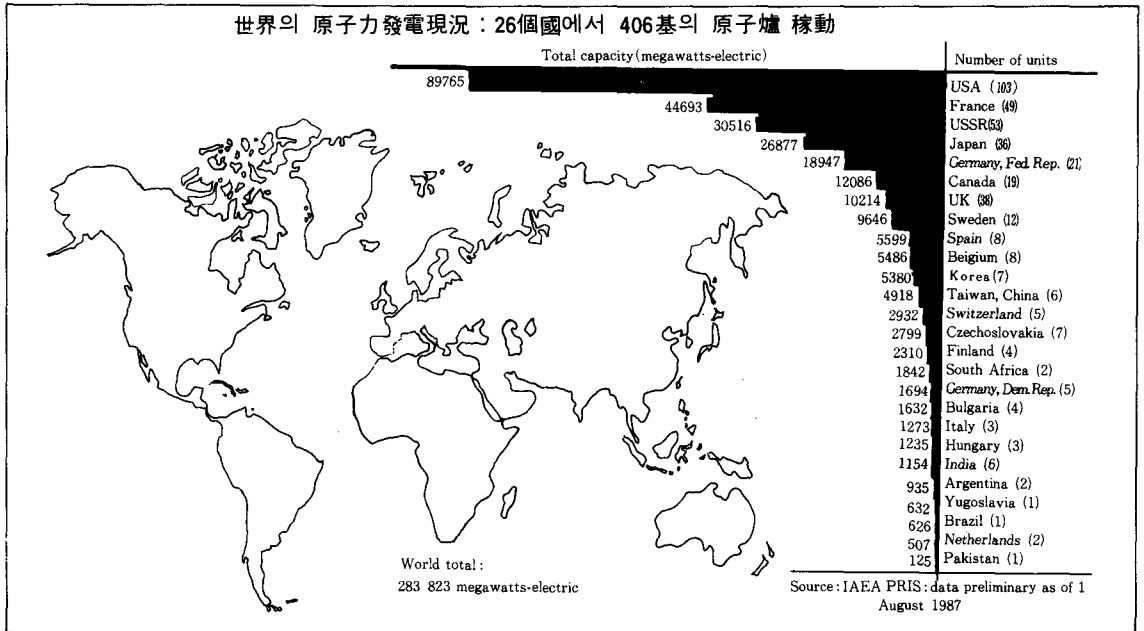 世界의 原子力發電現況 : 26個國에서 406基의 原子爐 稼動
Total capacity(megawatts-electric)
Number of units
89765 USA (103)
44693 France (49)
30516 USSR(53)
26877 Japan (36)
18947 Germany, Fed. Rep. (21)
12086 Canada (19)
10214 UK (38)
9646 Sweden (12)
5599 Spain (8)
5486 Beigium (8)
5380 Korea(7)
4918 Taiwan, China (6)
2932 Switzerland (5)
2799 Czechoslovakia (7)
2310 Finland (4)
1842 South Africa (2)
1694 Germany, Dem. Rep. (5)
1632 Bulgaria (4)
1273 Italy (3)
1235 Hungary (3)
1154 India (6)
935 Argentina (2)
632 Yugoslavia (1)
626 Brazil (1)
507 Netherlands (2)
125 Pakistan (1)
World total :
283 823 megawatts-electric
Source : IAEA PRIS : data preliminary as of 1
August 1987